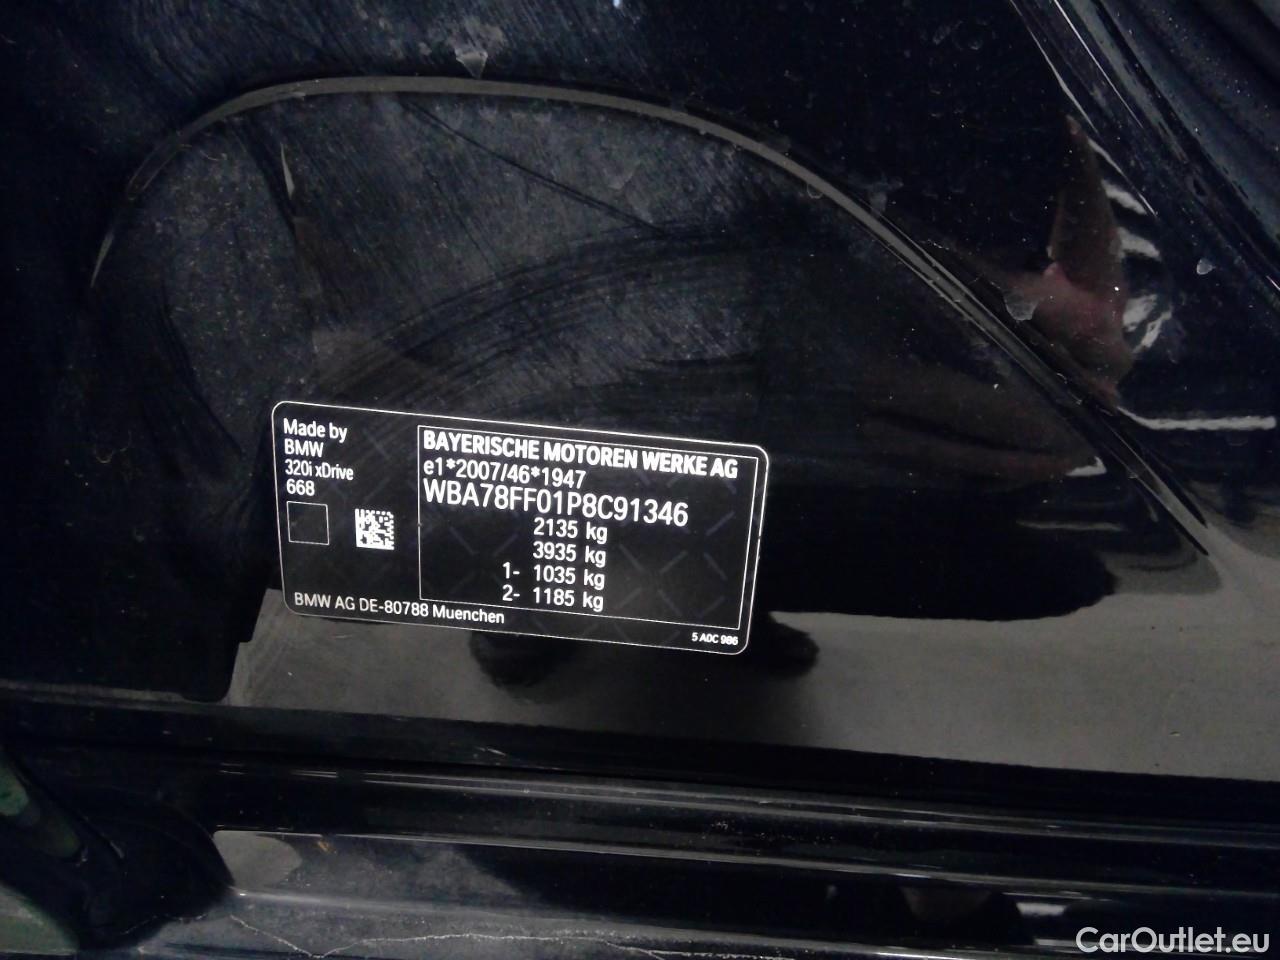 Made by
BMW
320i xDrive
668
BAYERISCHE MOTOREN WERKE AG
e1*2007/46*1947
WBA78FF01P8C91346
2135 kg
3935 kg
1- 1035 kg
2- 1185 kg
BMW AG DE-80788 Muenchen
5 A0C 986
CarOutlet.eu